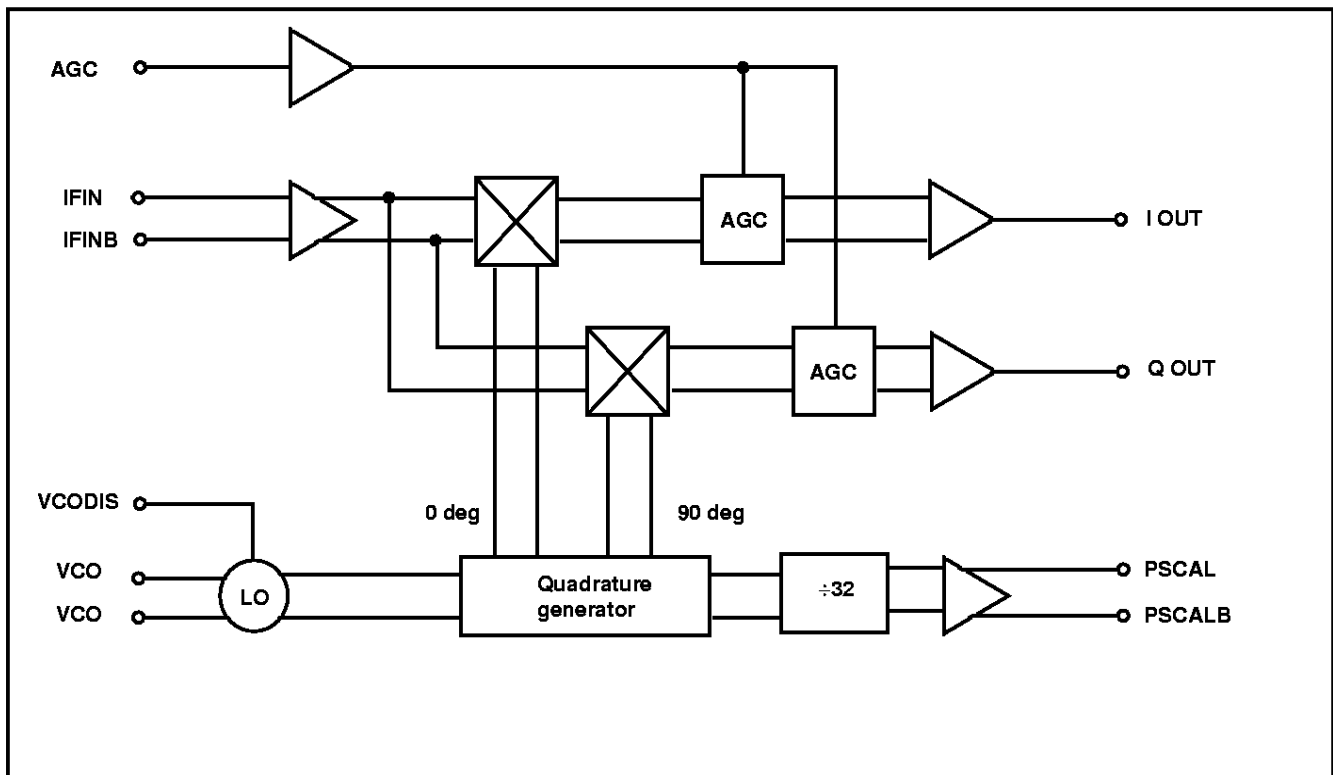 AGC
IFIN
IFINB
AGC
I OUT
AGC
Q OUT
VCODIS
0 deg
90 deg
VCO
VCO
LO
Quadrature
generator
÷32
PSCAL
PSCALB